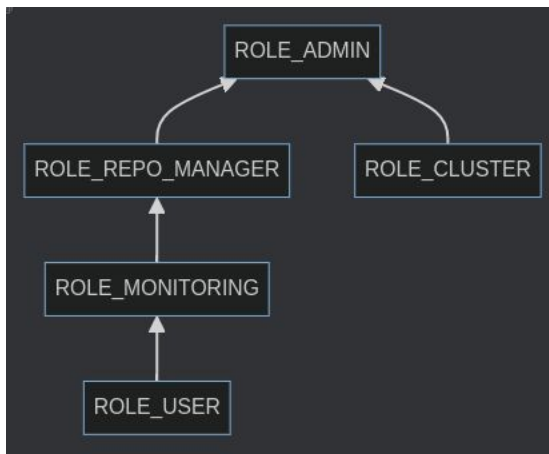 ROLE_ADMIN
ROLE_REPO_MANAGER
ROLE_CLUSTER
ROLE_MONITORING
ROLE_USER